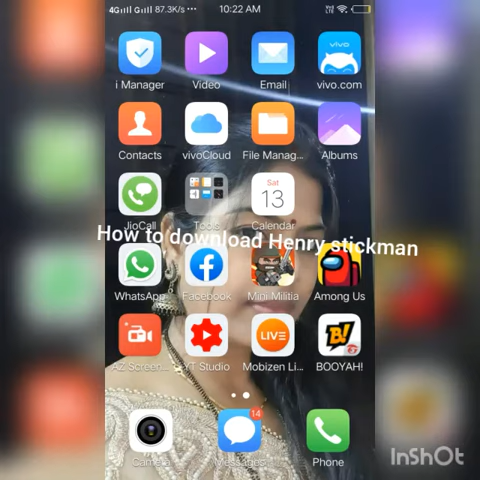 4G G 87.3K/s ••• 10:22 AM
i Manager Video Email vivo.com
Contacts vivoCloud File Manag... Albums
Sat
13
JioCall Tools Calendar
How to download Henry stickman
WhatsApp Facebook Mini Militia Among Us
LIVE
AZ Screen... YT Studio Mobizen Li... BOOYAH!
14
Camera Messages Phone
InShOt